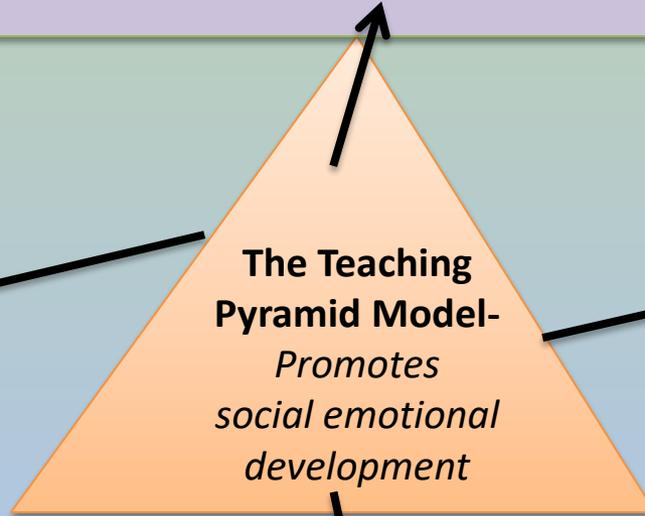 The Teaching
Pyramid Model-
Promotes
social emotional
development